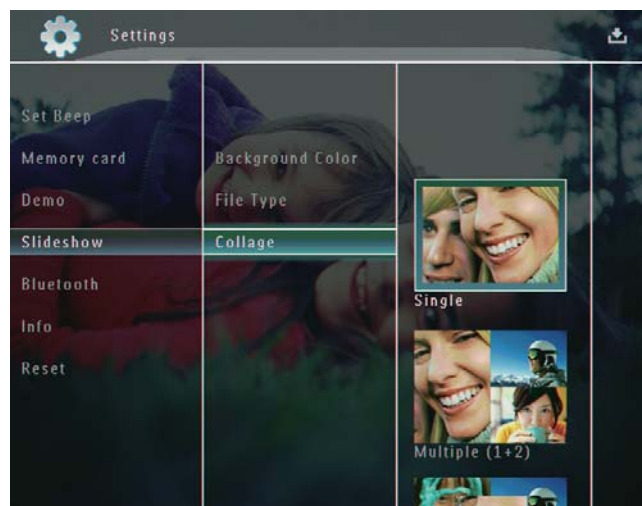 Settings
Set Beep
Memory card
Demo
Slideshow
Bluetooth
Info
Reset
Background Color
File Type
Collage
Single
Multiple (1+2)